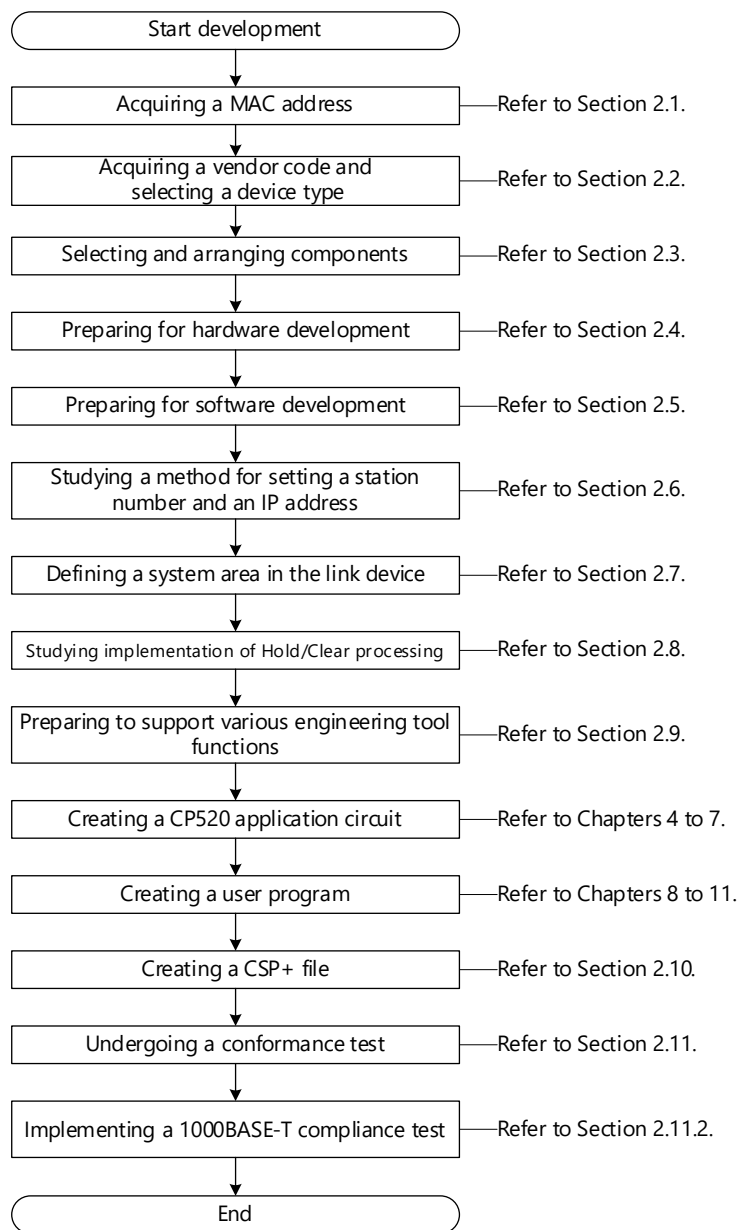 Start development
Acquiring a MAC address
Refer to Section 2.1.
Acquiring a vendor code and
selecting a device type
Refer to Section 2.2.
Selecting and arranging components
Refer to Section 2.3.
Preparing for hardware development
Refer to Section 2.4.
Preparing for software development
Refer to Section 2.5.
Studying a method for setting a station
number and an IP address
Refer to Section 2.6.
Defining a system area in the link device
Refer to Section 2.7.
Studying implementation of Hold/Clear processing
Refer to Section 2.8.
Preparing to support various engineering tool
functions
Refer to Section 2.9.
Creating a CP520 application circuit
Refer to Chapters 4 to 7.
Creating a user program
Refer to Chapters 8 to 11.
Creating a CSP+ file
Refer to Section 2.10.
Undergoing a conformance test
Refer to Section 2.11.
Implementing a 1000BASE-T compliance test
Refer to Section 2.11.2.
End